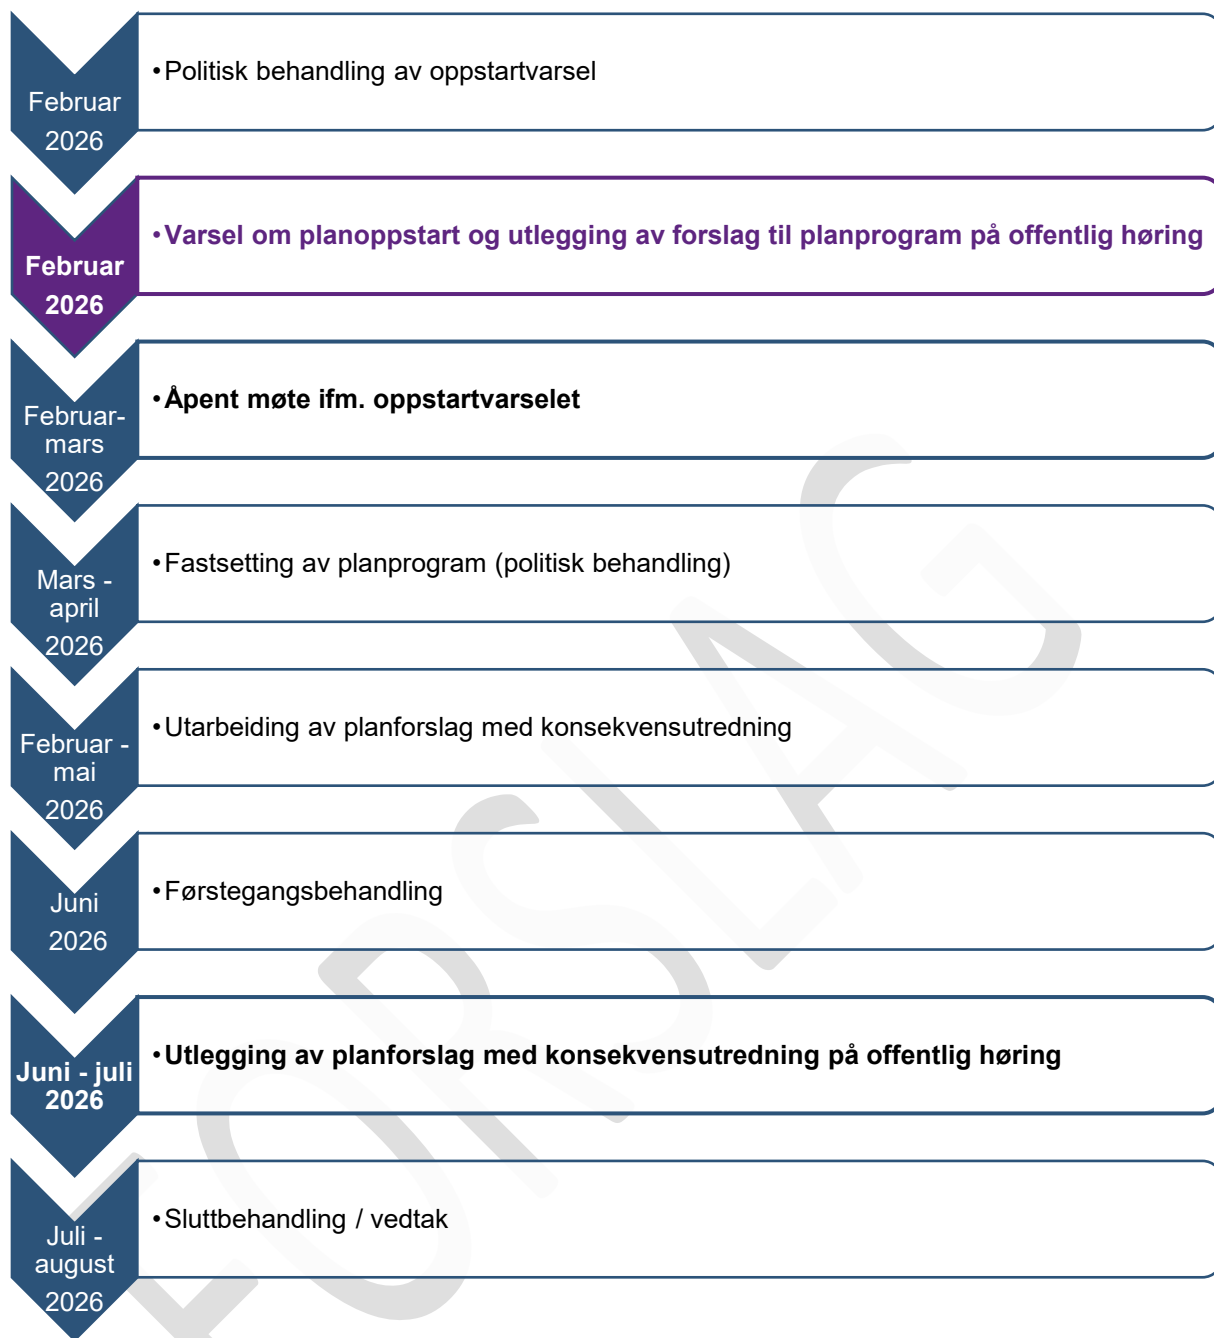 Februar
2026
•Politisk behandling av oppstartvarsel
Februar
2026
•Varsel om planoppstart og utlegging av forslag til planprogram på offentlig høring
Februar-
mars
2026
•Åpent møte ifm. oppstartvarselet
Mars -
april
2026
•Fastsetting av planprogram (politisk behandling)
Februar -
mai
2026
•Utarbeiding av planforslag med konsekvensutredning
Juni
2026
•Førstegangsbehandling
Juni - juli
2026
•Utlegging av planforslag med konsekvensutredning på offentlig høring
Juli -
august
2026
•Sluttbehandling / vedtak
FORSLAG